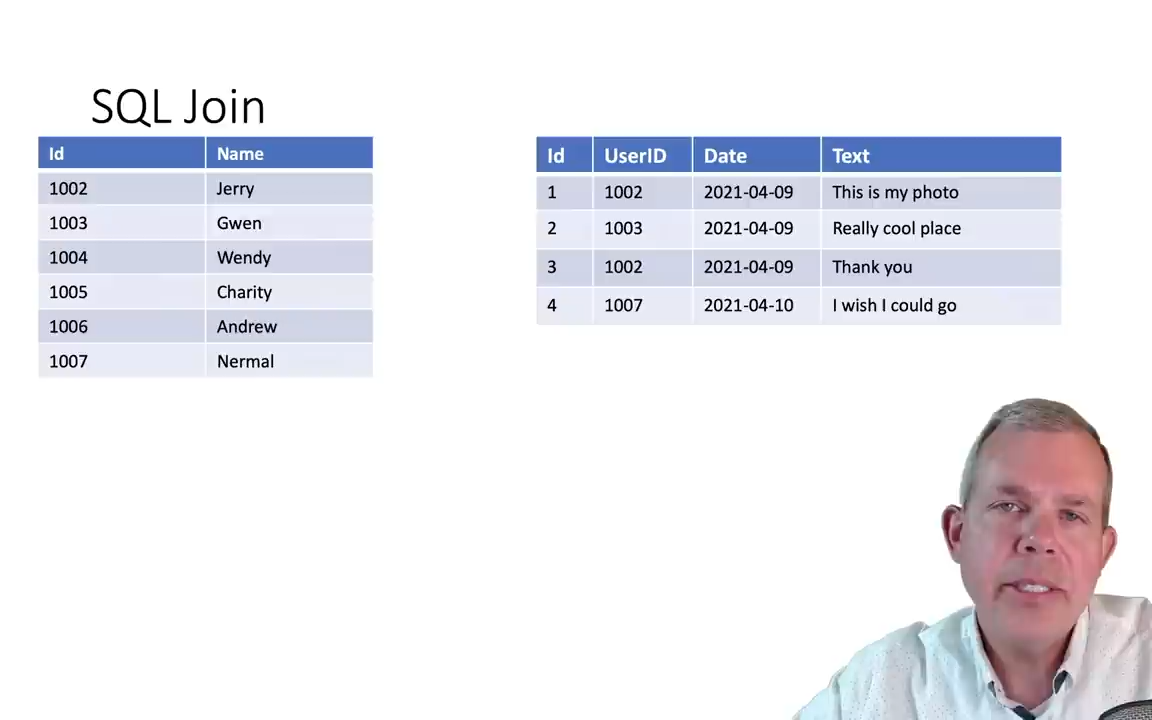 SQL Join
Id Name
1002 Jerry
1003 Gwen
1004 Wendy
1005 Charity
1006 Andrew
1007 Nermal
Id UserID Date Text
1 1002 2021-04-09 This is my photo
2 1003 2021-04-09 Really cool place
3 1002 2021-04-09 Thank you
4 1007 2021-04-10 I wish I could go